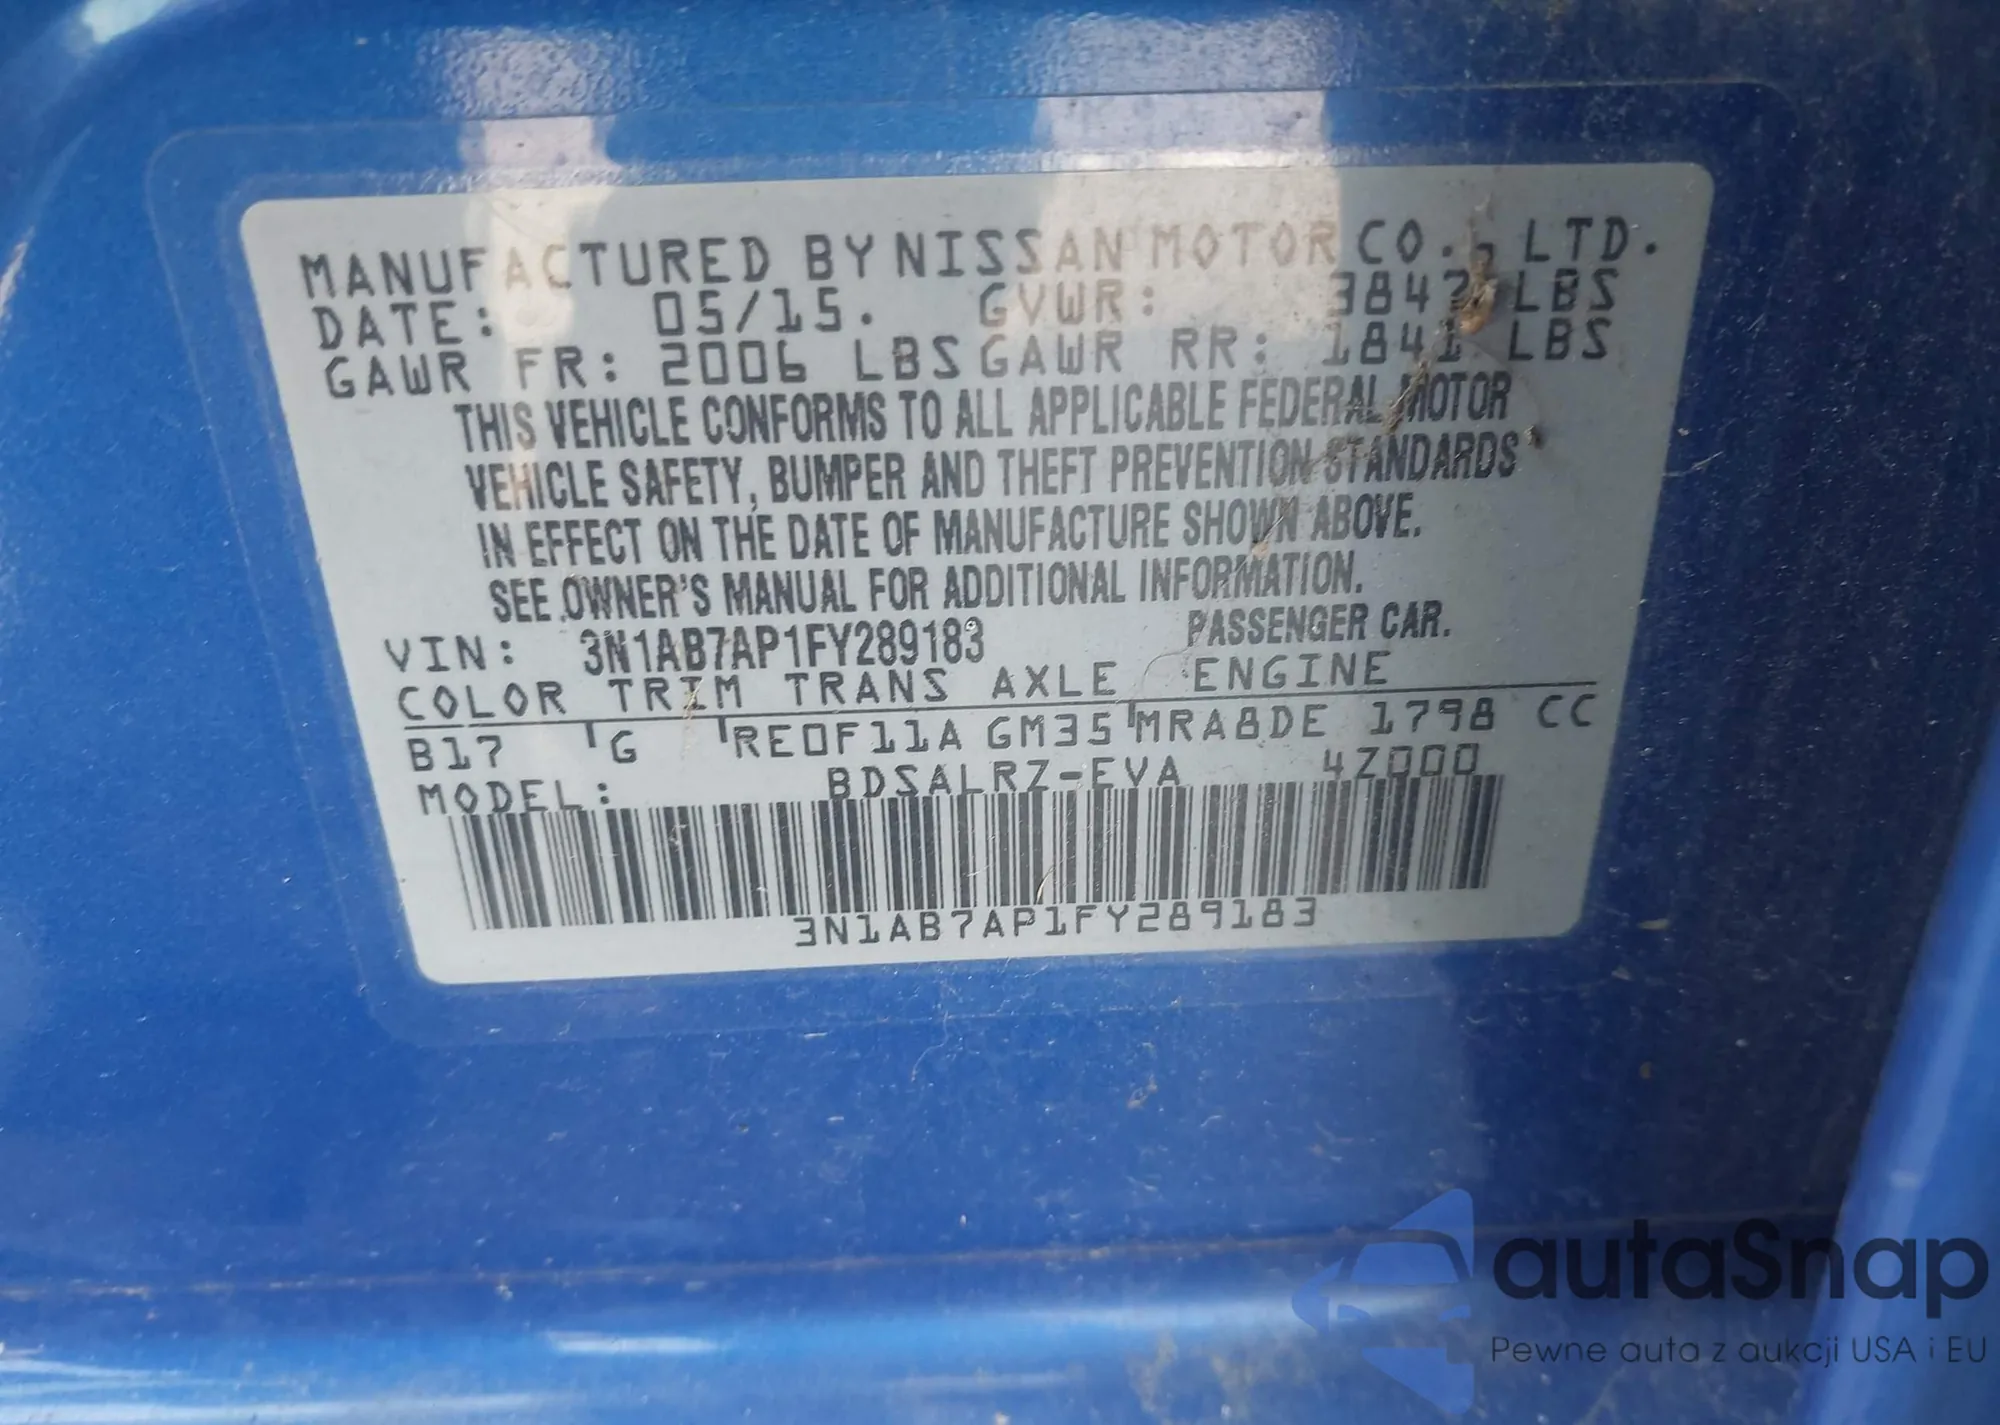 MANUFACTURED BY NISSAN MOTOR CO., LTD.
DATE: 05/15. GVWR: LBS
GAWR FR: 2006 LBS GAWR RR: 1841 LBS
THIS VEHICLE CONFORMS TO ALL APPLICABLE FEDERAL MOTOR
VEHICLE SAFETY, BUMPER AND THEFT PREVENTION STANDARDS
IN EFFECT ON THE DATE OF MANUFACTURE SHOWN ABOVE.
SEE OWNER'S MANUAL FOR ADDITIONAL INFORMATION.
VIN: 3N1AB7AP1FY289183 PASSENGER CAR.
COLOR TRIM TRANS AXLE ENGINE
B17 G RE0F11A GM35 MRA8DE 1798 CC
MODEL: BDSALRZ-EVA 4Z000
3N1AB7AP1FY289183
autaSnap
Pewne auta z aukcji USA i EU